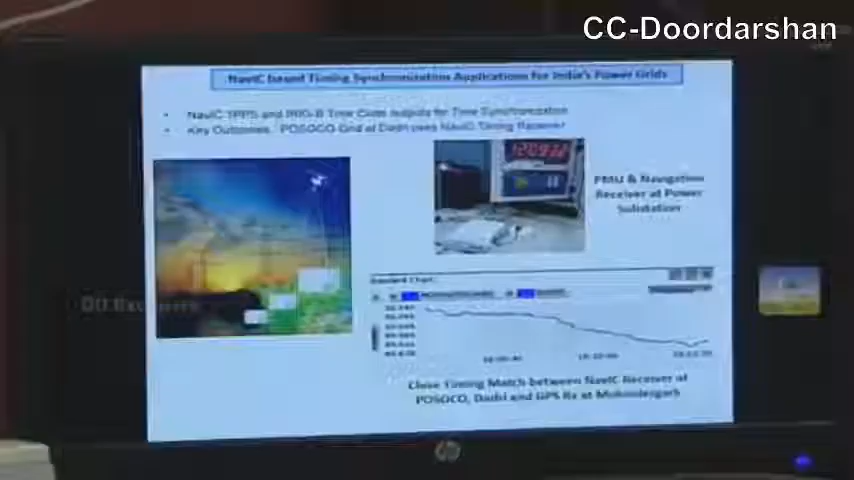 CC-Doordarshan
NavIC based Timing Synchronization Applications for India's Power Grids
• NavIC 1PPS and IRIG-B Time Code outputs for Time Synchronization
• Key Outcomes: POSOCO Grid at Dadri uses NavIC Timing Receiver
PMU & Navigation
Receiver at Power
Substation
Standard Chart
Close Timing Match between NavIC Receiver at
POSOCO, Dadri and GPS Rx at Mohindergarh
hp